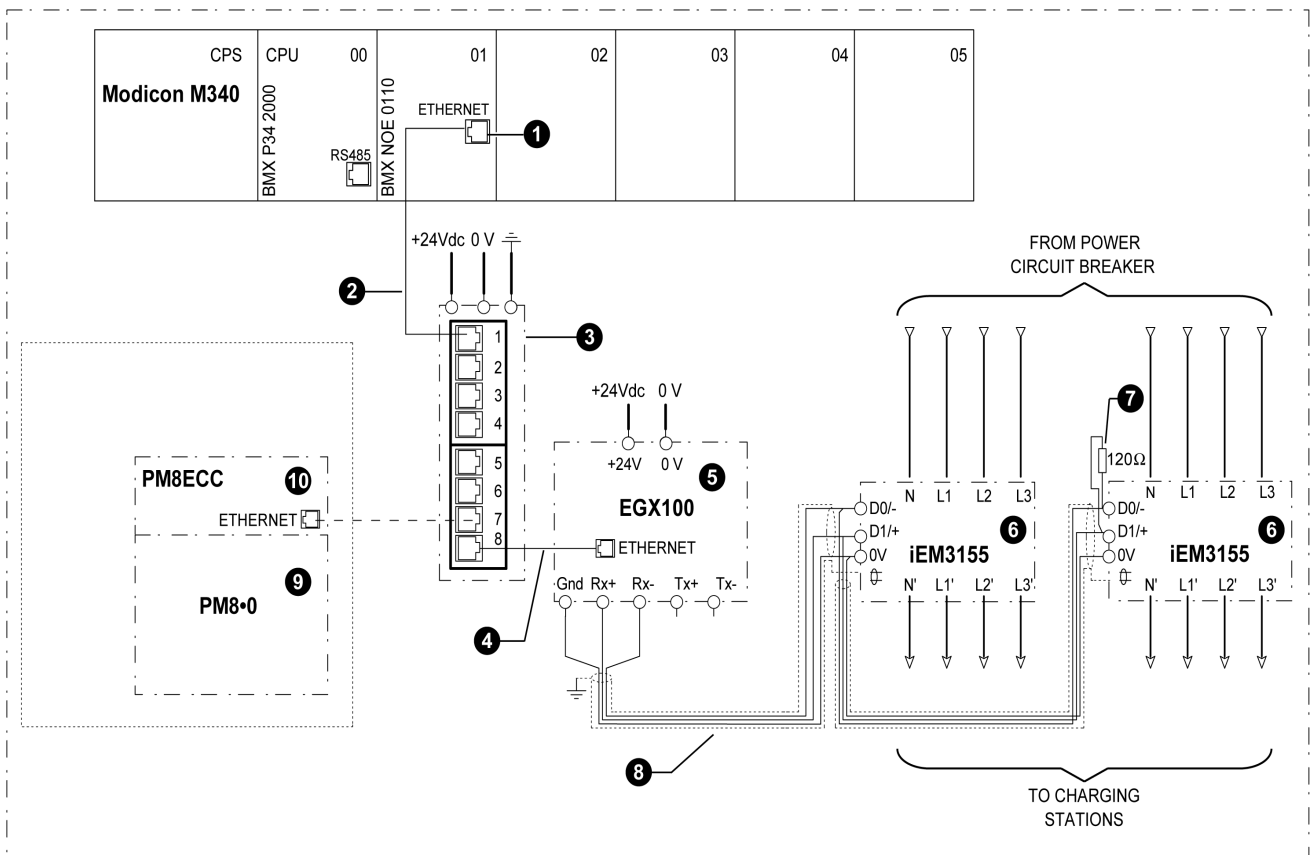 CPS
CPU 00
01
02
03
04
05
Modicon M340
BMX P34 2000
RS485
BMX NOE 0110
ETHERNET
1
+24Vdc 0 V
2
3
1
2
3
4
5
6
7
8
FROM POWER
CIRCUIT BREAKER
+24Vdc 0 V
+24V 0 V
5
EGX100
ETHERNET
Gnd Rx+ Rx- Tx+ Tx-
4
PM8ECC 10
ETHERNET
9
PM8•0
7
120Ω
N L1 L2 L3
D0/-
D1/+
0V
6
iEM3155
N' L1' L2' L3'
N L1 L2 L3
D0/-
D1/+
0V
6
iEM3155
N' L1' L2' L3'
8
TO CHARGING
STATIONS